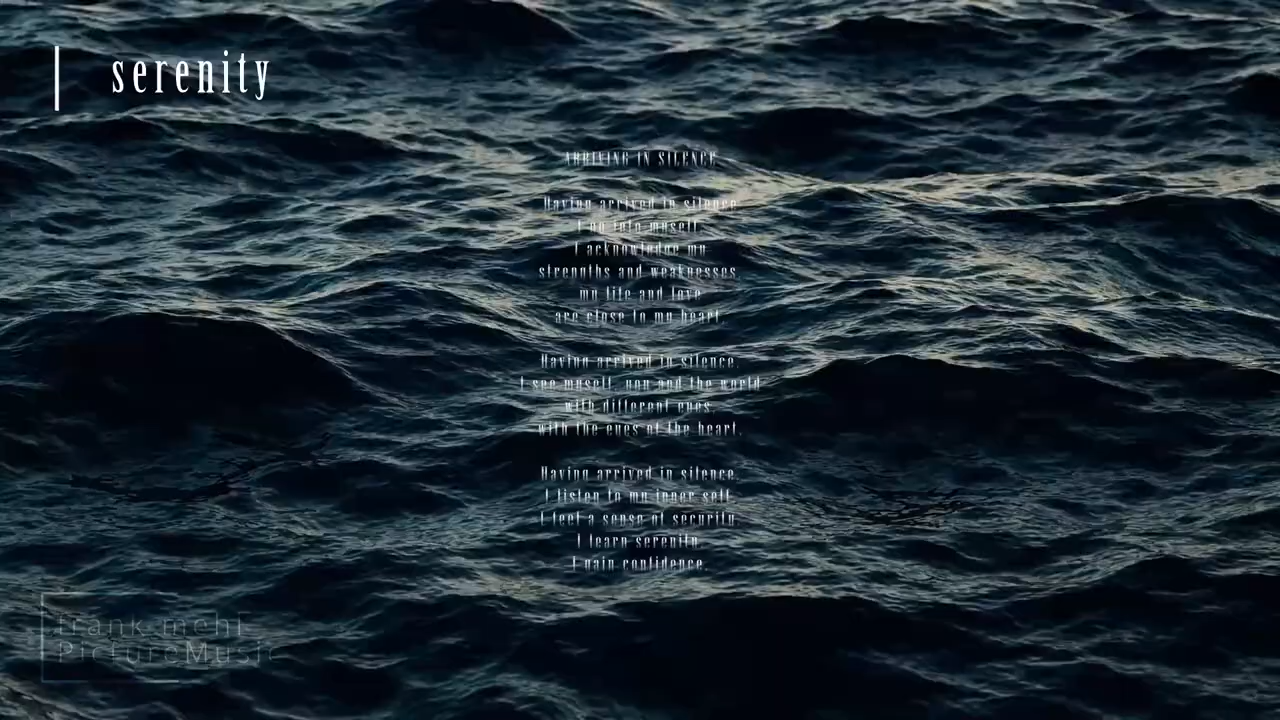 serenity
ARRIVING IN SILENCE
Having arrived in silence
I go into myself
I acknowledge my
strengths and weaknesses
my life and love
are close to my heart
Having arrived in silence.
I see myself, you and the world
with different eyes.
with the eyes of the heart.
Having arrived in silence
I listen to my inner self
I feel a sense of security
I learn serenity
I gain confidence.
frank mehl
PictureMusic